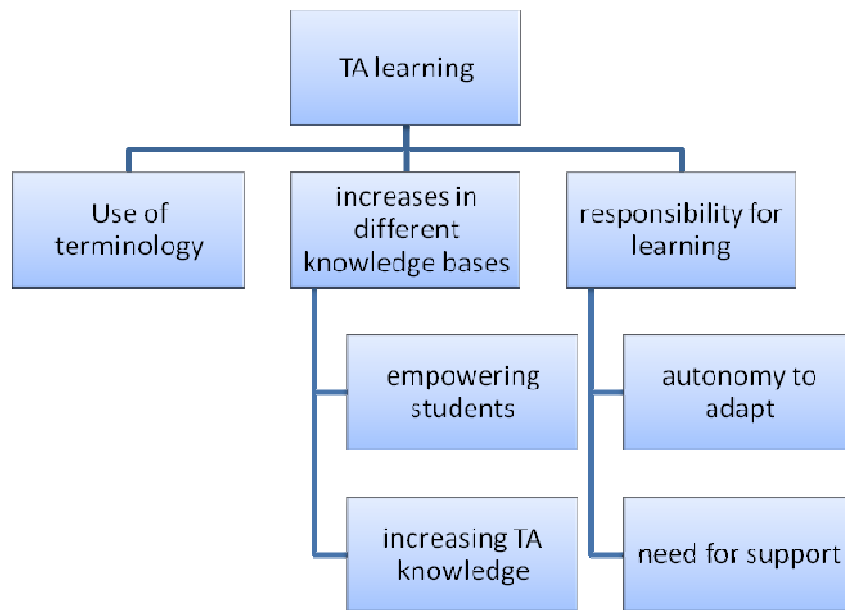 TA learning
Use of
terminology
increases in
different
knowledge bases
responsibility for
learning
empowering
students
autonomy to
adapt
increasing TA
knowledge
need for support